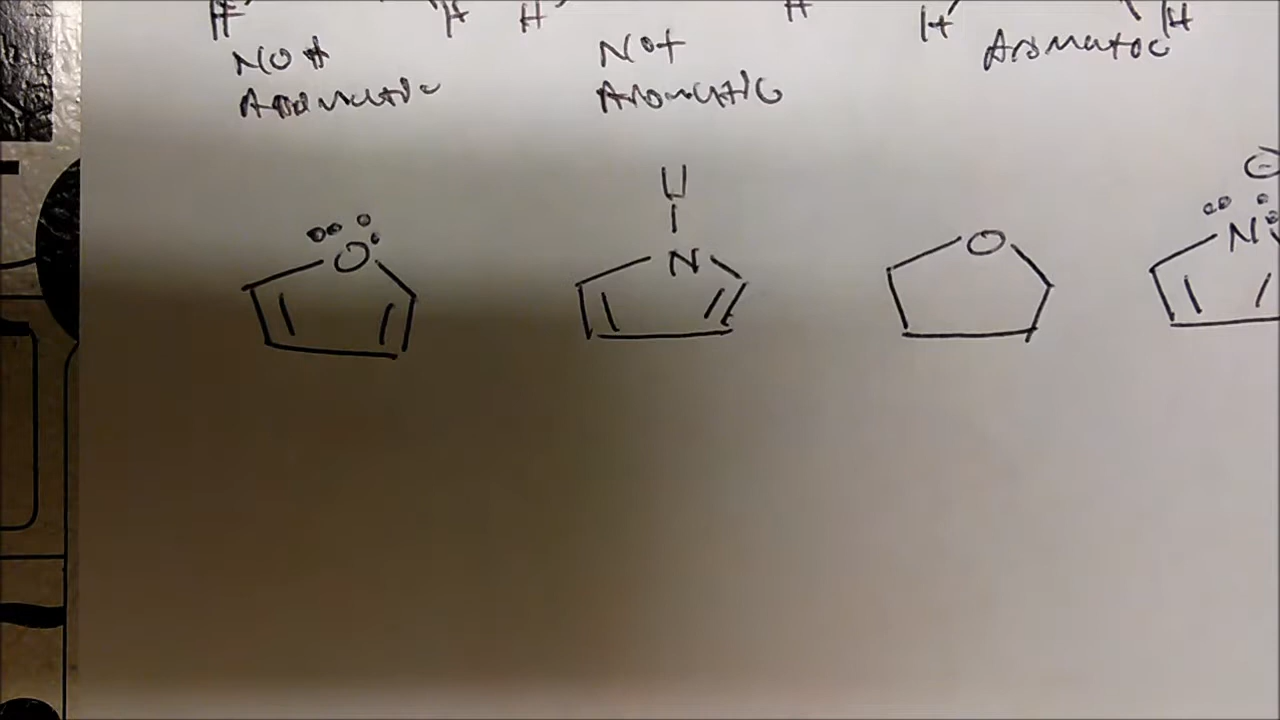 H H H H H H
Not Aromatic
Not Aromatic
Aromatic
H
O N O N